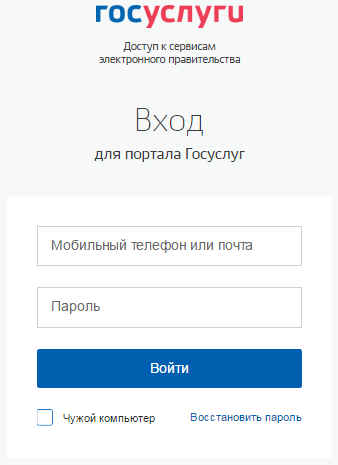 госуслуги
Доступ к сервисам
электронного правительства
Вход
для портала Госуслуг
Мобильный телефон или почта
Пароль
Войти
Чужой компьютер Восстановить пароль